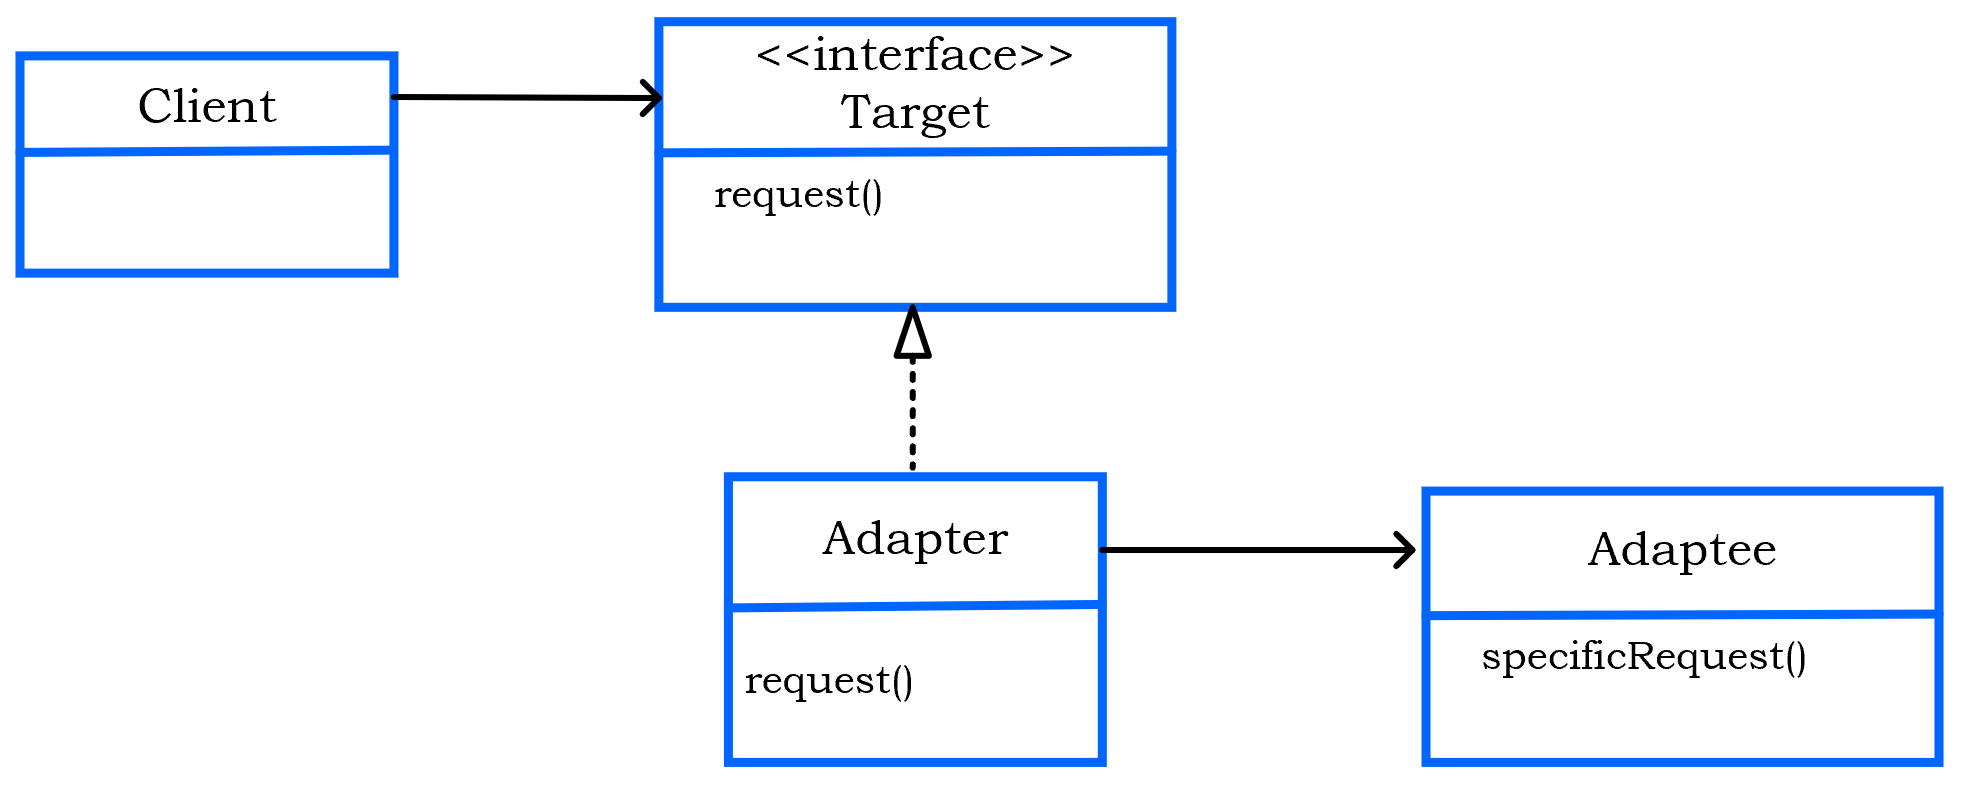 Client
<<interface>>
Target
request()
Adapter
request()
Adaptee
specificRequest()